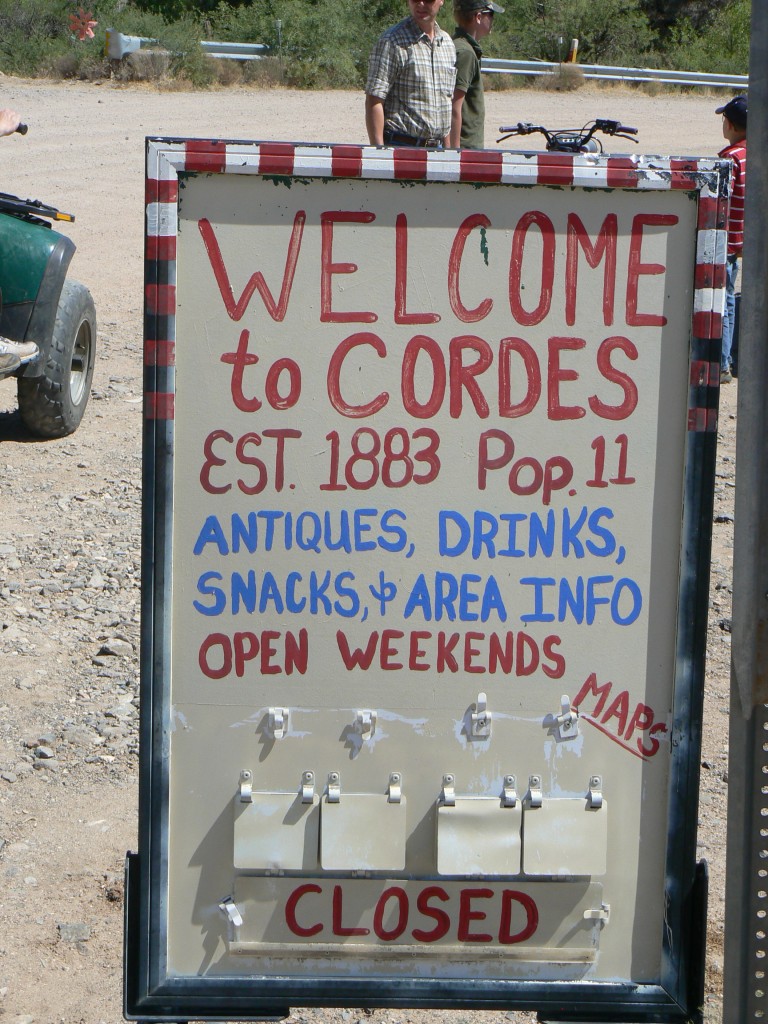 WELCOME
to CORDES
EST. 1883 Pop. 11
ANTIQUES, DRINKS,
SNACKS, & AREA INFO
OPEN WEEKENDS
MAPS
CLOSED